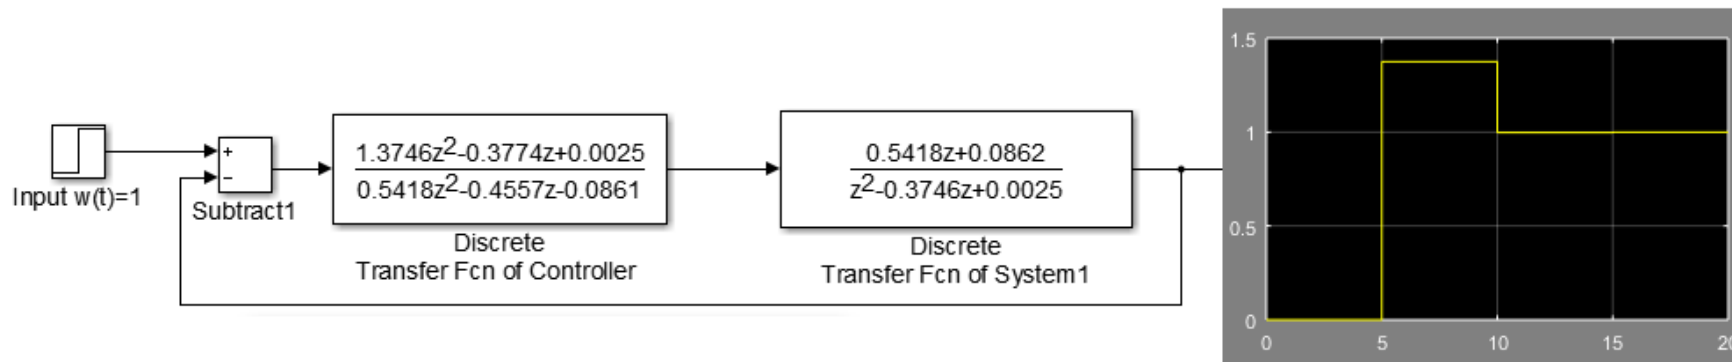 Input w(t)=1
+
−
Subtract1
1.3746z2-0.3774z+0.0025
0.5418z2-0.4557z-0.0861
Discrete
Transfer Fcn of Controller
0.5418z+0.0862
z2-0.3746z+0.0025
Discrete
Transfer Fcn of System1
1.5
1
0.5
0
0 5 10 15